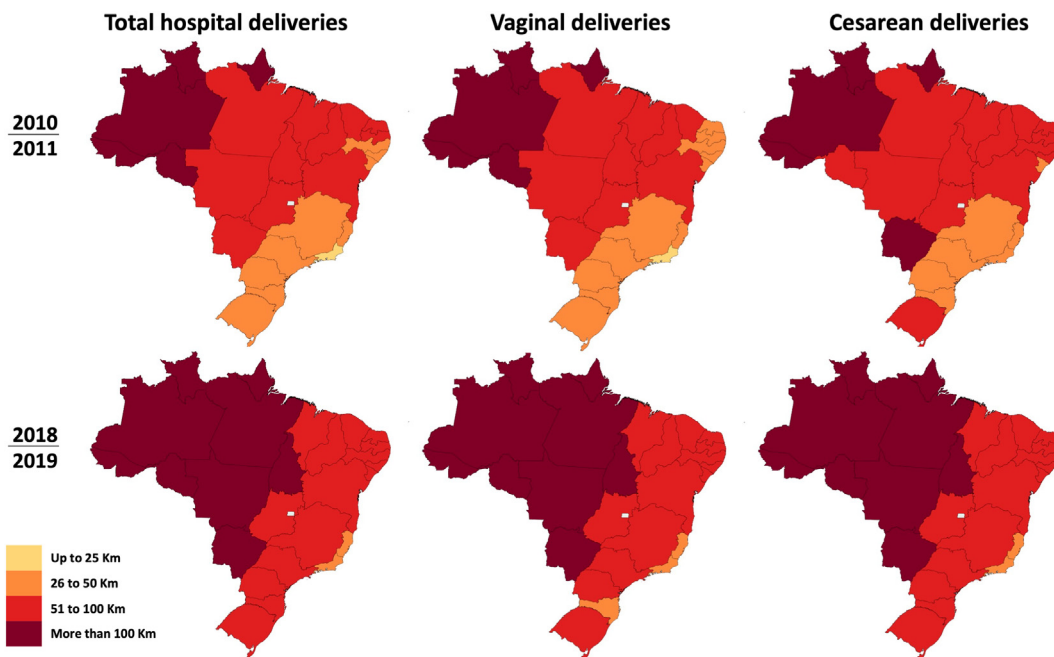 Total hospital deliveries
Vaginal deliveries
Cesarean deliveries
2010
2011
2018
2019
Up to 25 Km
26 to 50 Km
51 to 100 Km
More than 100 Km